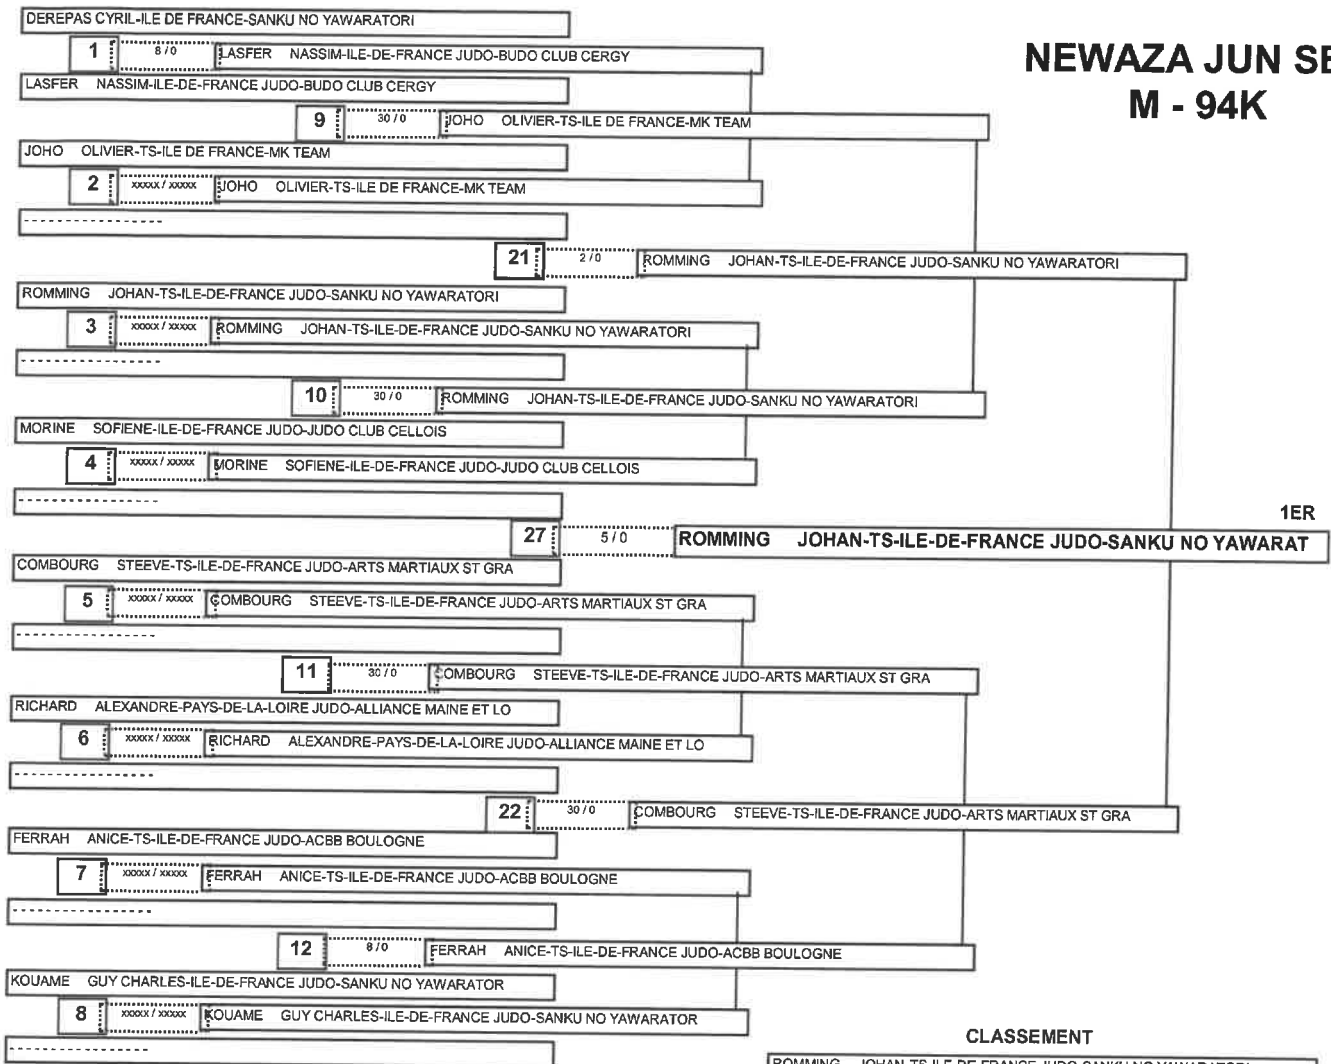 DEREPAS CYRIL-ILE DE FRANCE-SANKU NO YAWARATORI
1 8 / 0 LASFER NASSIM-ILE-DE-FRANCE JUDO-BUDO CLUB CERGY
NEWAZA JUN SE
M - 94K
LASFER NASSIM-ILE-DE-FRANCE JUDO-BUDO CLUB CERGY
9 30 / 0 JOHO OLIVIER-TS-ILE DE FRANCE-MK TEAM
JOHO OLIVIER-TS-ILE DE FRANCE-MK TEAM
2 xxxxx / xxxxx JOHO OLIVIER-TS-ILE DE FRANCE-MK TEAM
-----------------
21 2 / 0 ROMMING JOHAN-TS-ILE-DE-FRANCE JUDO-SANKU NO YAWARATORI
ROMMING JOHAN-TS-ILE-DE-FRANCE JUDO-SANKU NO YAWARATORI
3 xxxxx / xxxxx ROMMING JOHAN-TS-ILE-DE-FRANCE JUDO-SANKU NO YAWARATORI
-----------------
10 30 / 0 ROMMING JOHAN-TS-ILE-DE-FRANCE JUDO-SANKU NO YAWARATORI
MORINE SOFIENE-ILE-DE-FRANCE JUDO-JUDO CLUB CELLOIS
4 xxxxx / xxxxx MORINE SOFIENE-ILE-DE-FRANCE JUDO-JUDO CLUB CELLOIS
-----------------
1ER
27 5 / 0 ROMMING JOHAN-TS-ILE-DE-FRANCE JUDO-SANKU NO YAWARAT
COMBOURG STEEVE-TS-ILE-DE-FRANCE JUDO-ARTS MARTIAUX ST GRA
5 xxxxx / xxxxx COMBOURG STEEVE-TS-ILE-DE-FRANCE JUDO-ARTS MARTIAUX ST GRA
-----------------
11 30 / 0 COMBOURG STEEVE-TS-ILE-DE-FRANCE JUDO-ARTS MARTIAUX ST GRA
RICHARD ALEXANDRE-PAYS-DE-LA-LOIRE JUDO-ALLIANCE MAINE ET LO
6 xxxxx / xxxxx RICHARD ALEXANDRE-PAYS-DE-LA-LOIRE JUDO-ALLIANCE MAINE ET LO
-----------------
22 30 / 0 COMBOURG STEEVE-TS-ILE-DE-FRANCE JUDO-ARTS MARTIAUX ST GRA
FERRAH ANICE-TS-ILE-DE-FRANCE JUDO-ACBB BOULOGNE
7 xxxxx / xxxxx FERRAH ANICE-TS-ILE-DE-FRANCE JUDO-ACBB BOULOGNE
-----------------
12 8 / 0 FERRAH ANICE-TS-ILE-DE-FRANCE JUDO-ACBB BOULOGNE
KOUAME GUY CHARLES-ILE-DE-FRANCE JUDO-SANKU NO YAWARATOR
8 xxxxx / xxxxx KOUAME GUY CHARLES-ILE-DE-FRANCE JUDO-SANKU NO YAWARATOR
CLASSEMENT
-----------------
ROMMING JOHAN-TS-ILE-DE-FRANCE JUDO-SANKU NO YAWARATORI